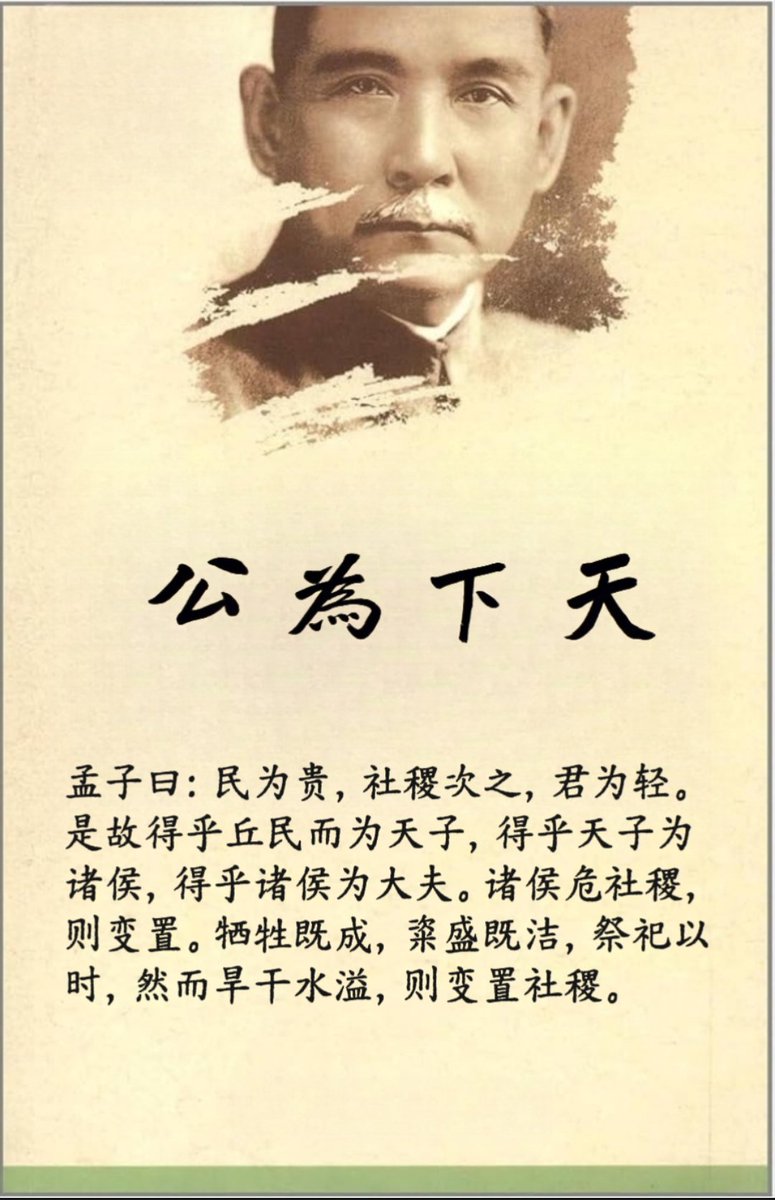 天下為公
孟子曰：民为贵，社稷次之，君为轻。
是故得乎丘民而为天子，得乎天子为
诸侯，得乎诸侯为大夫。诸侯危社稷，
则变置。牺牲既成，粢盛既洁，祭祀以
时，然而旱干水溢，则变置社稷。